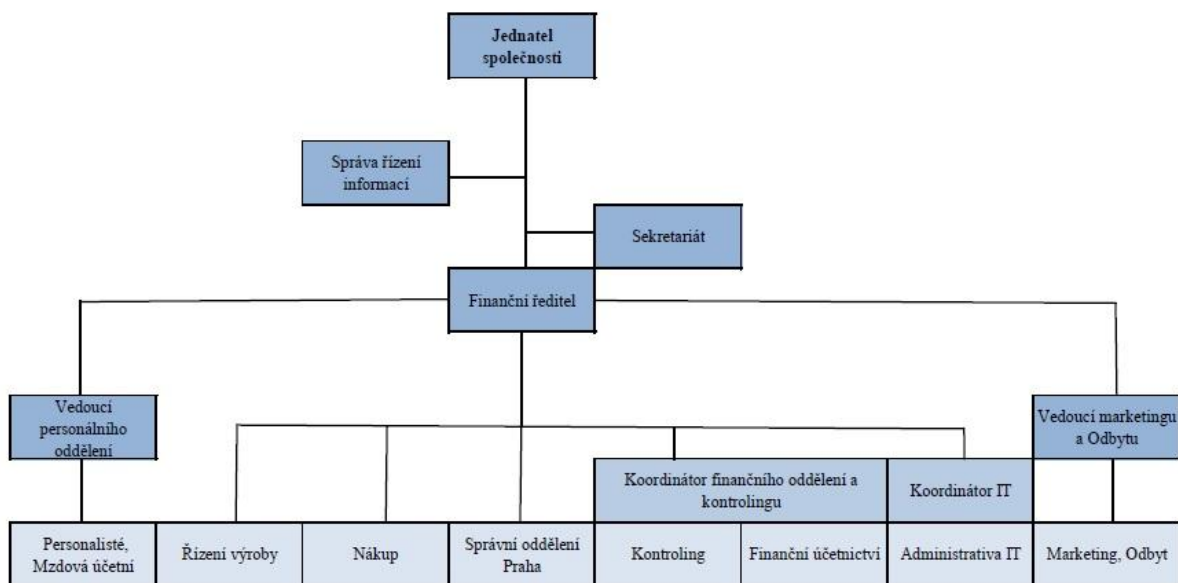 Jednatel
společnosti
Správa řízení
informací
Sekretariát
Finanční ředitel
Vedoucí
personálního
oddělení
Vedoucí marketingu
a Odbytu
Koordinátor finančního oddělení a
kontrolingu
Koordinátor IT
Personalisté,
Mzdová účetní
Řízení výroby
Nákup
Správní oddělení
Praha
Kontroling
Finanční účetnictví
Administrativa IT
Marketing, Odbyt